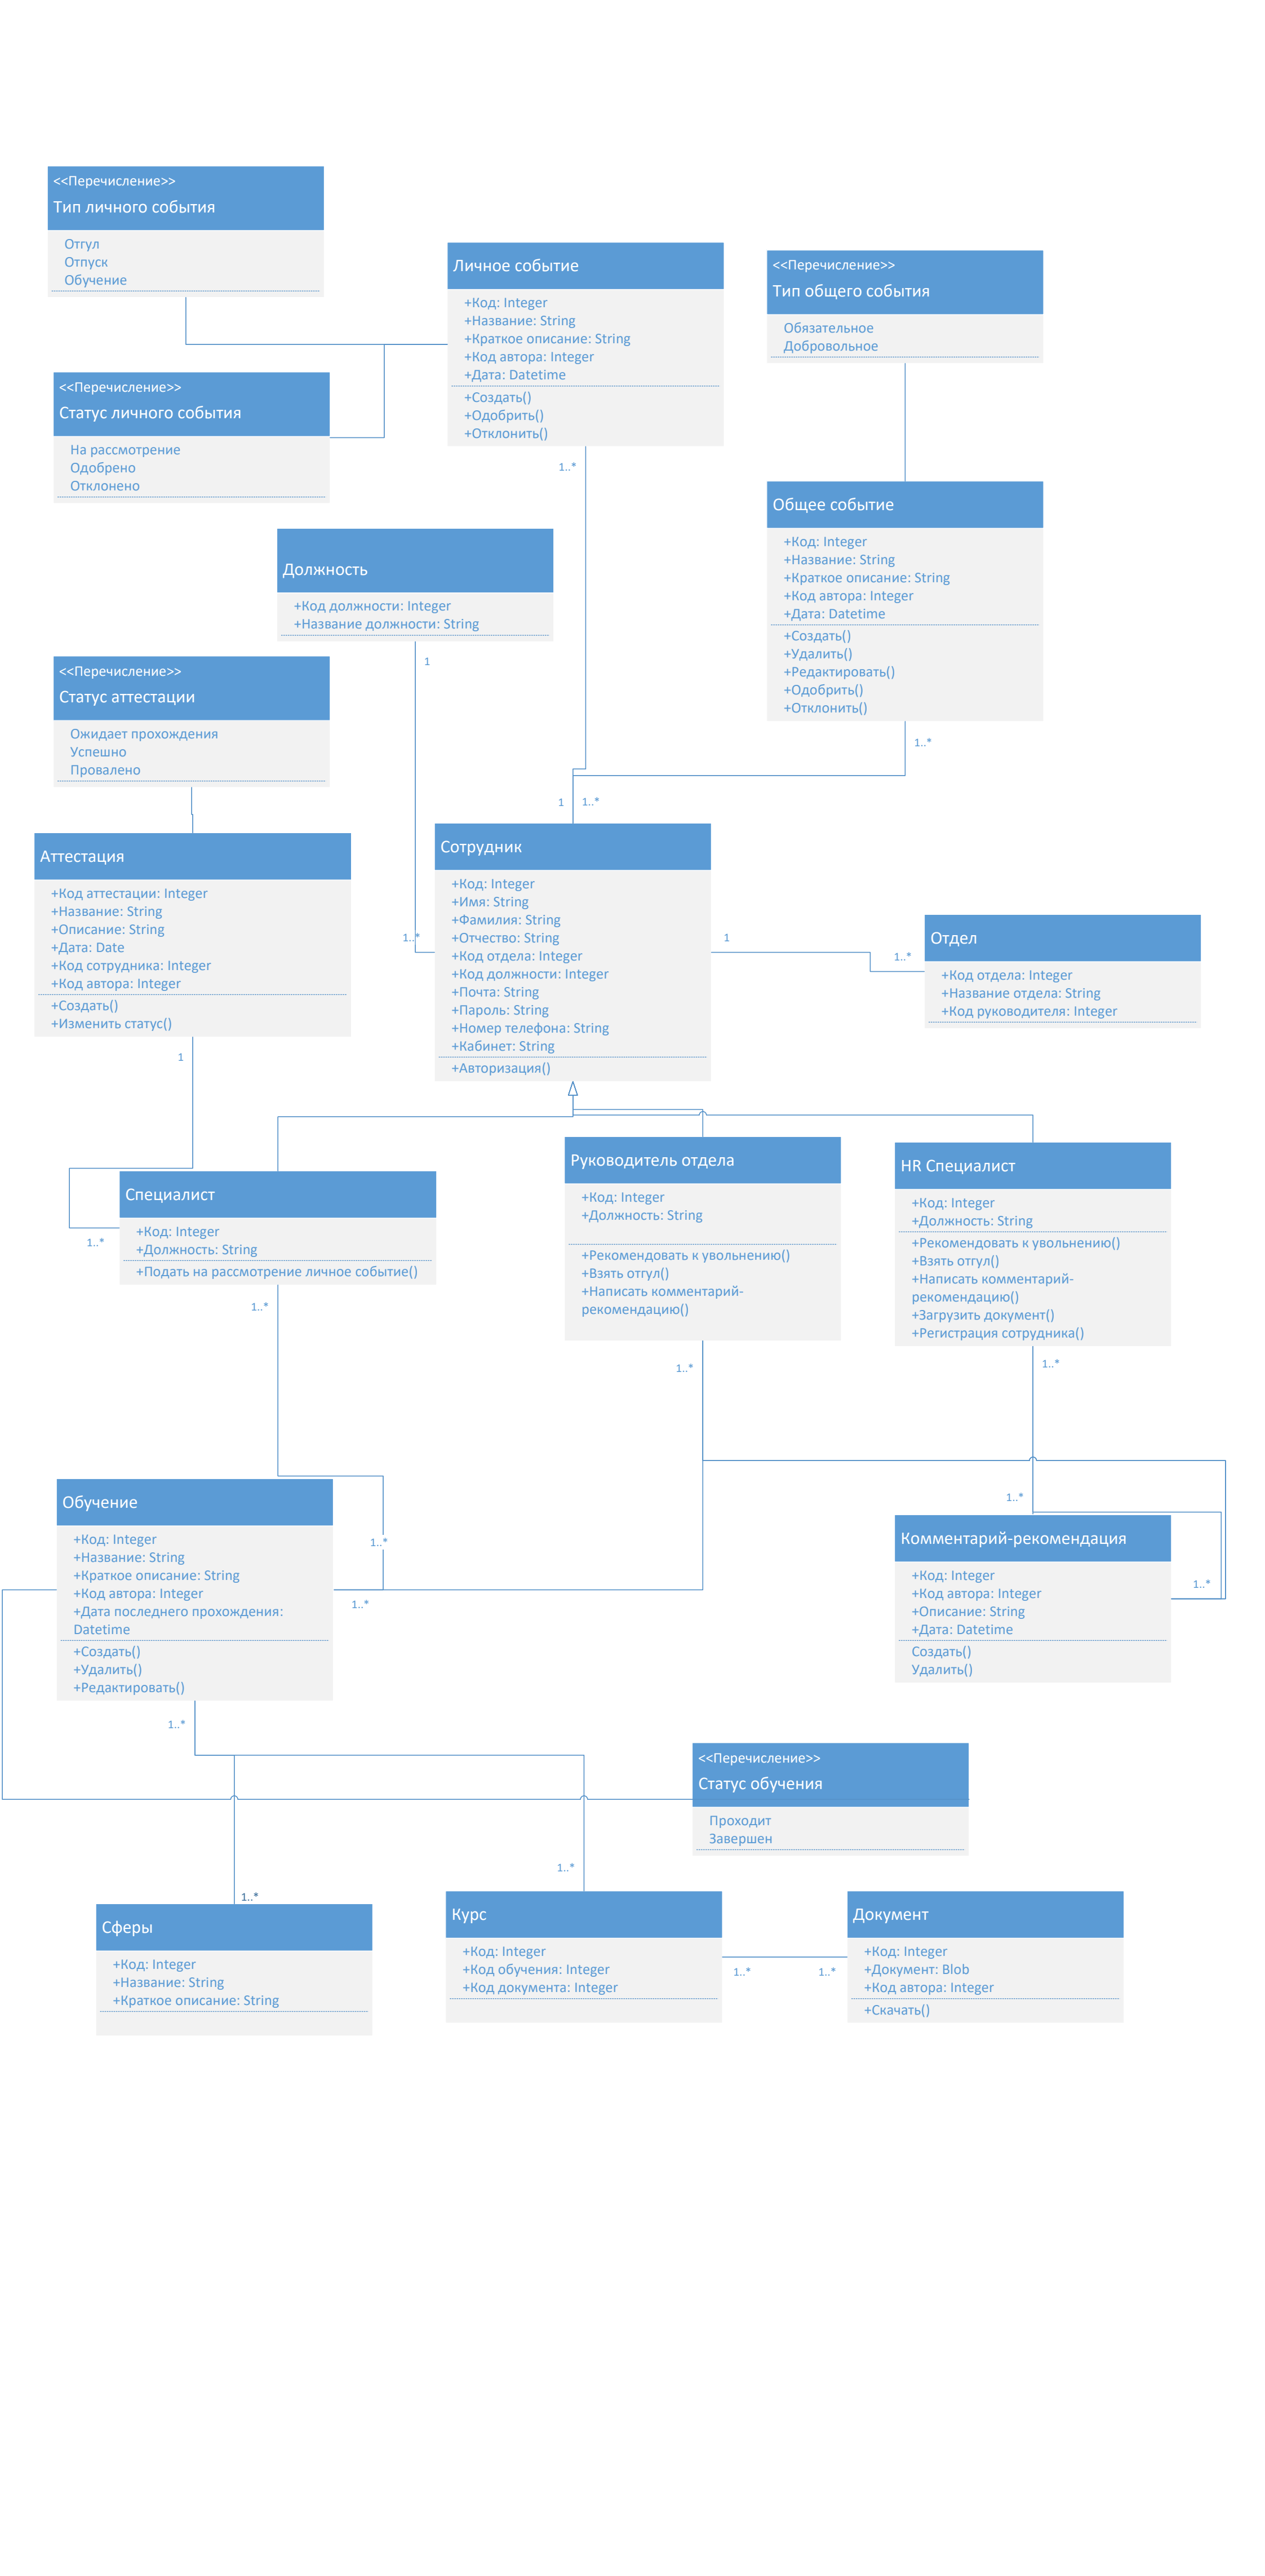 <<Перечисление>>
Тип личного события
Отгул
Отпуск
Обучение
Личное событие
+Код: Integer
+Название: String
+Краткое описание: String
+Код автора: Integer
+Дата: Datetime
+Создать()
+Одобрить()
+Отклонить()
1..*
<<Перечисление>>
Тип общего события
Обязательное
Добровольное
<<Перечисление>>
Статус личного события
На рассмотрение
Одобрено
Отклонено
Общее событие
+Код: Integer
+Название: String
+Краткое описание: String
+Код автора: Integer
+Дата: Datetime
+Создать()
+Удалить()
+Редактировать()
+Одобрить()
+Отклонить()
1..*
Должность
+Код должности: Integer
+Название должности: String
1
<<Перечисление>>
Статус аттестации
Ожидает прохождения
Успешно
Провалено
1
1..*
Аттестация
+Код аттестации: Integer
+Название: String
+Описание: String
+Дата: Date
+Код сотрудника: Integer
+Код автора: Integer
+Создать()
+Изменить статус()
1
Сотрудник
+Код: Integer
+Имя: String
+Фамилия: String
+Отчество: String
+Код отдела: Integer
+Код должности: Integer
+Почта: String
+Пароль: String
+Номер телефона: String
+Кабинет: String
+Авторизация()
1..*
1
1..*
Отдел
+Код отдела: Integer
+Название отдела: String
+Код руководителя: Integer
Специалист
+Код: Integer
+Должность: String
+Подать на рассмотрение личное событие()
1..*
1..*
Руководитель отдела
+Код: Integer
+Должность: String
+Рекомендовать к увольнению()
+Взять отгул()
+Написать комментарий-
рекомендацию()
1..*
HR Специалист
+Код: Integer
+Должность: String
+Рекомендовать к увольнению()
+Взять отгул()
+Написать комментарий-
рекомендацию()
+Загрузить документ()
+Регистрация сотрудника()
1..*
1..*
Обучение
+Код: Integer
+Название: String
+Краткое описание: String
+Код автора: Integer
+Дата последнего прохождения:
Datetime
+Создать()
+Удалить()
+Редактировать()
1..*
1..*
1..*
Комментарий-рекомендация
+Код: Integer
+Код автора: Integer
+Описание: String
+Дата: Datetime
Создать()
Удалить()
1..*
<<Перечисление>>
Статус обучения
Проходит
Завершен
1..*
1..*
Сферы
+Код: Integer
+Название: String
+Краткое описание: String
Курс
+Код: Integer
+Код обучения: Integer
+Код документа: Integer
1..*
1..*
Документ
+Код: Integer
+Документ: Blob
+Код автора: Integer
+Скачать()